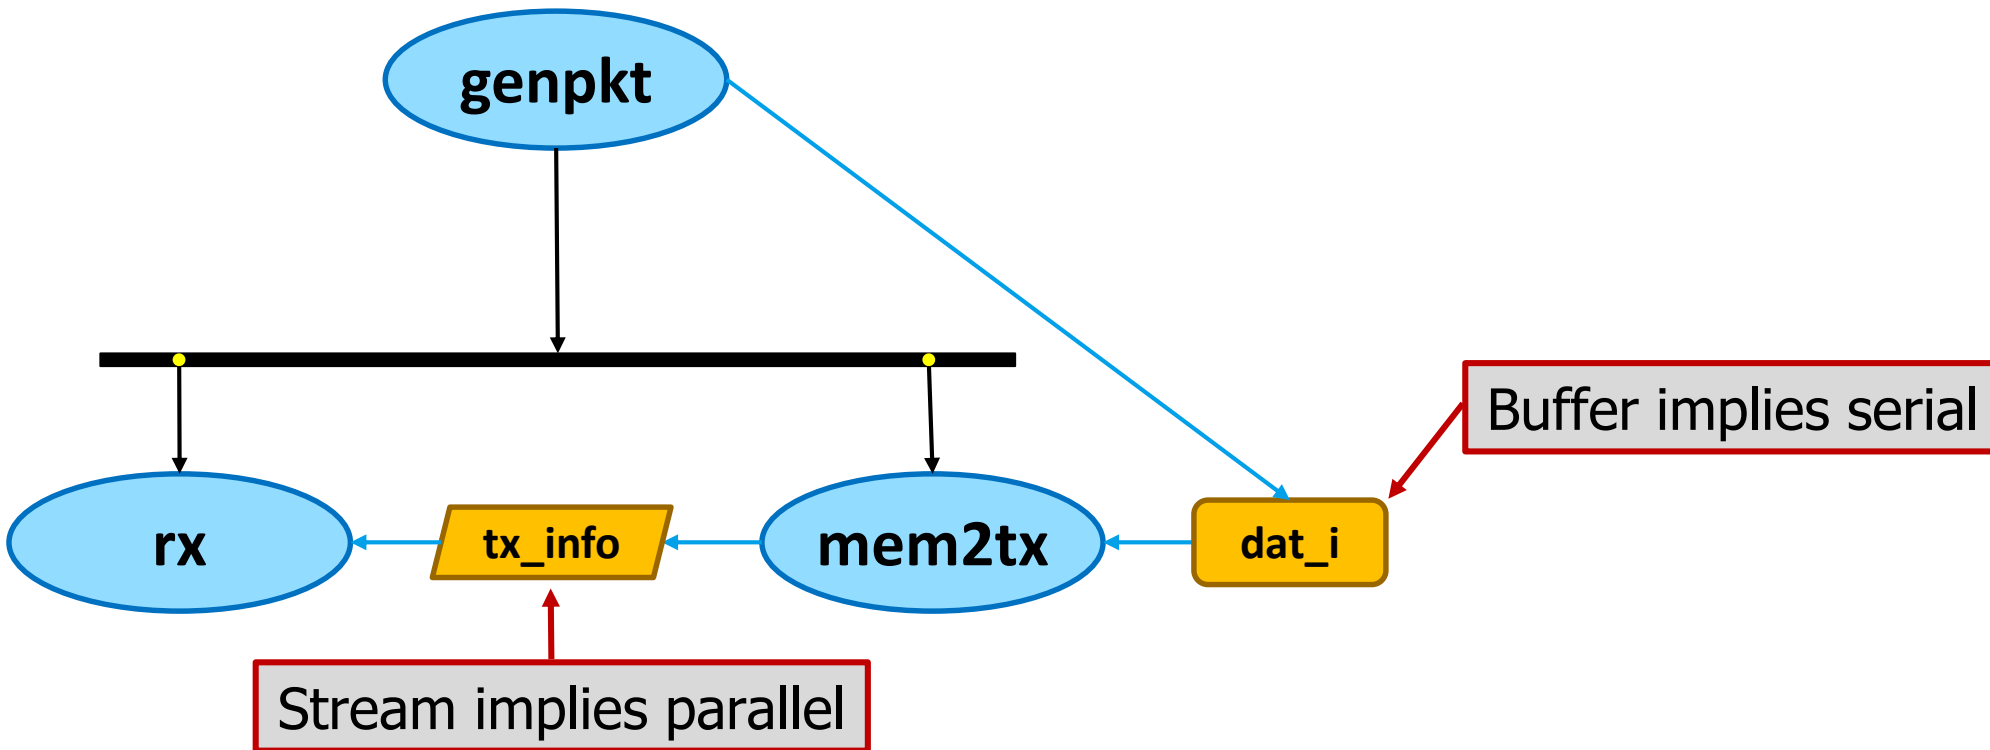 genpkt
Buffer implies serial
rx
tx_info
mem2tx
dat_i
Stream implies parallel